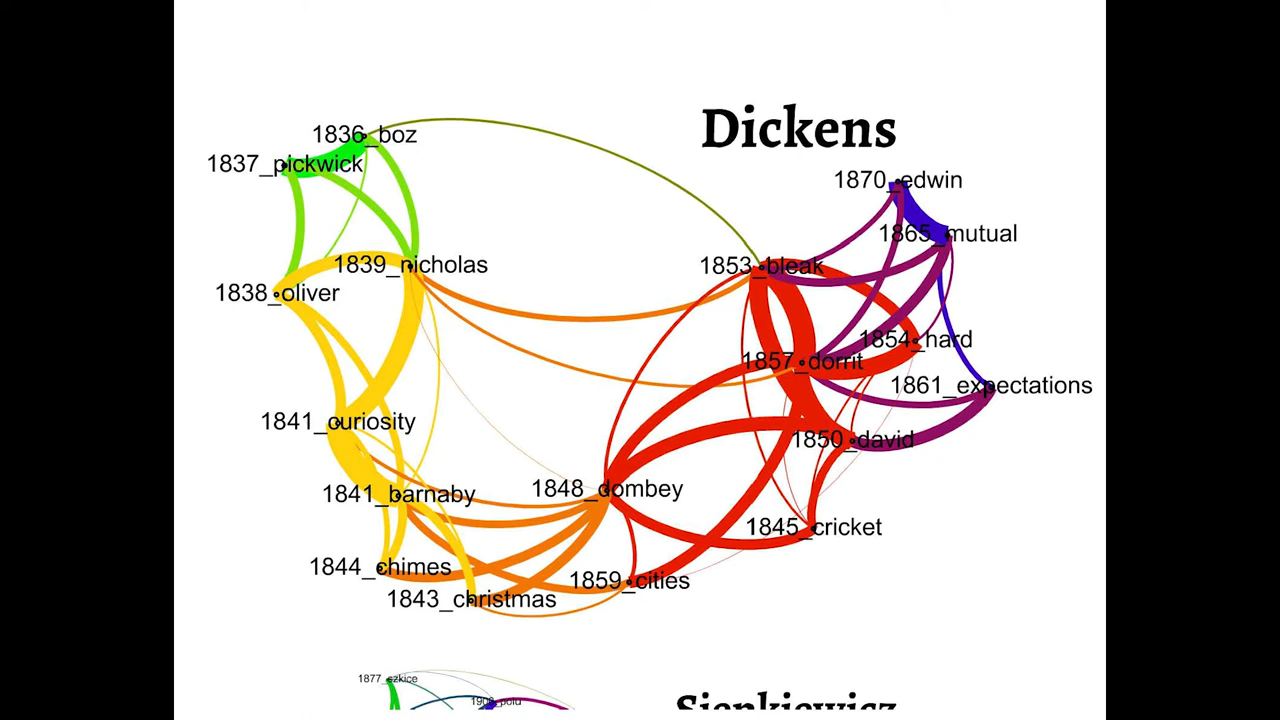 Dickens
1836_boz
1837_pickwick
1870_edwin
1865_mutual
1839_nicholas
1853_bleak
1838_oliver
1854_hard
1857_dorrit
1861_expectations
1841_curiosity
1850_david
1841_barnaby
1848_dombey
1845_cricket
1844_chimes
1859_cities
1843_christmas
1877_szkice
Sienkiewicz